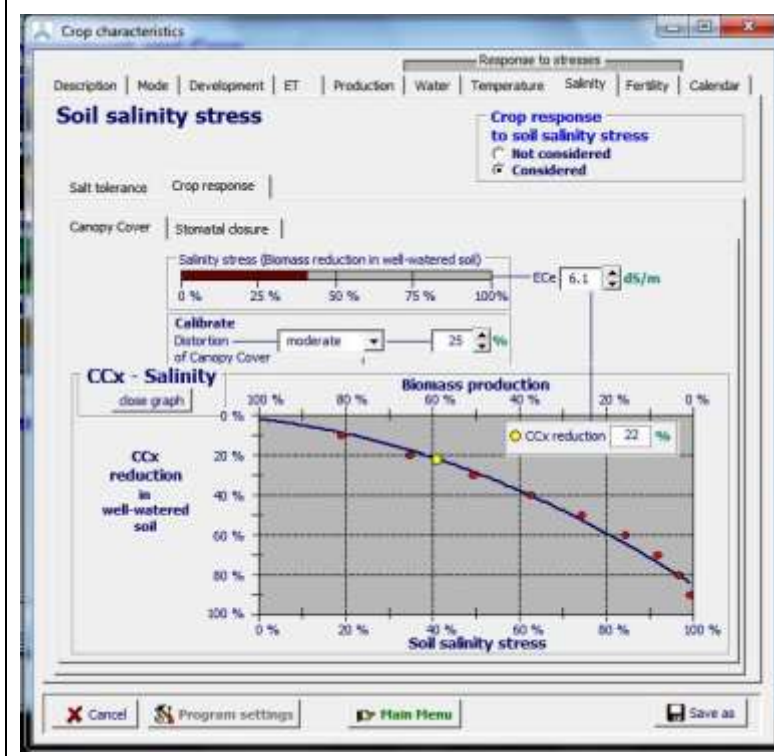 Crop characteristics
Response to stresses
Description Mode Development ET Production Water Temperature Salinity Fertility Calendar
Soil salinity stress
Crop response
to soil salinity stress
Not considered
Considered
Salt tolerance Crop response
Canopy Cover Stomatal closure
Salinity stress (Biomass reduction in well-watered soil)
0 % 25 % 50 % 75 % 100%
ECe 6.1 dS/m
Calibrate
Distortion moderate 25 %
of Canopy Cover
CCx - Salinity
close graph
Biomass production
100 % 80 % 60 % 20 % 0 %
CCx reduction 22 %
CCx
reduction
in
well-watered
soil
0 %
20 %
40 %
60 %
80 %
100 %
0 % 20 % 40 % 60 % 80 % 100 %
Soil salinity stress
Cancel Program settings Main Menu Save as